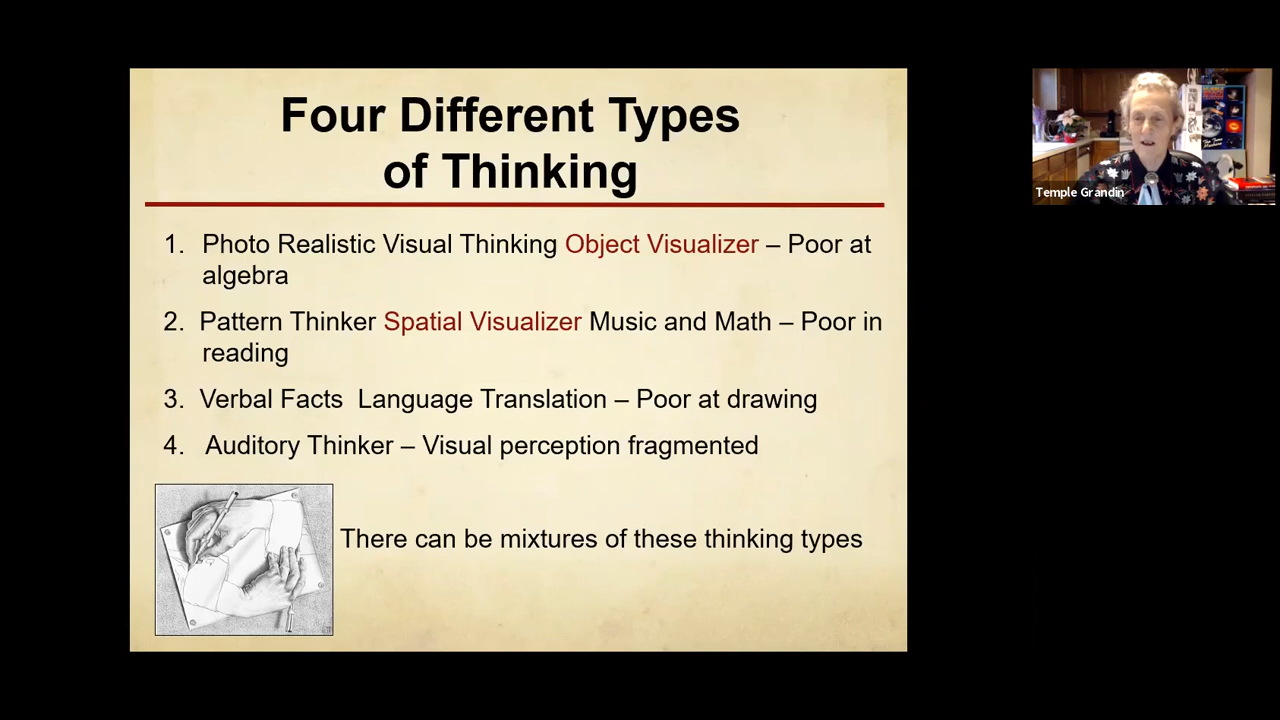 Four Different Types
of Thinking
1. Photo Realistic Visual Thinking Object Visualizer – Poor at
algebra
2. Pattern Thinker Spatial Visualizer Music and Math – Poor in
reading
3. Verbal Facts  Language Translation – Poor at drawing
4. Auditory Thinker – Visual perception fragmented
There can be mixtures of these thinking types
Temple Grandin